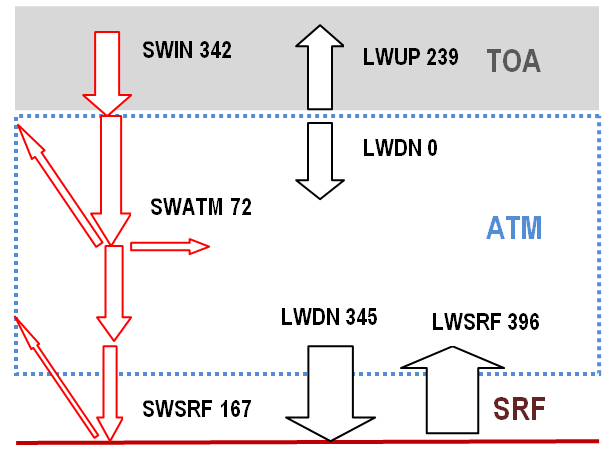 SWIN 342
LWUP 239
TOA
LWDN 0
SWATM 72
ATM
LWDN 345
LWSRF 396
SWSRF 167
SRF